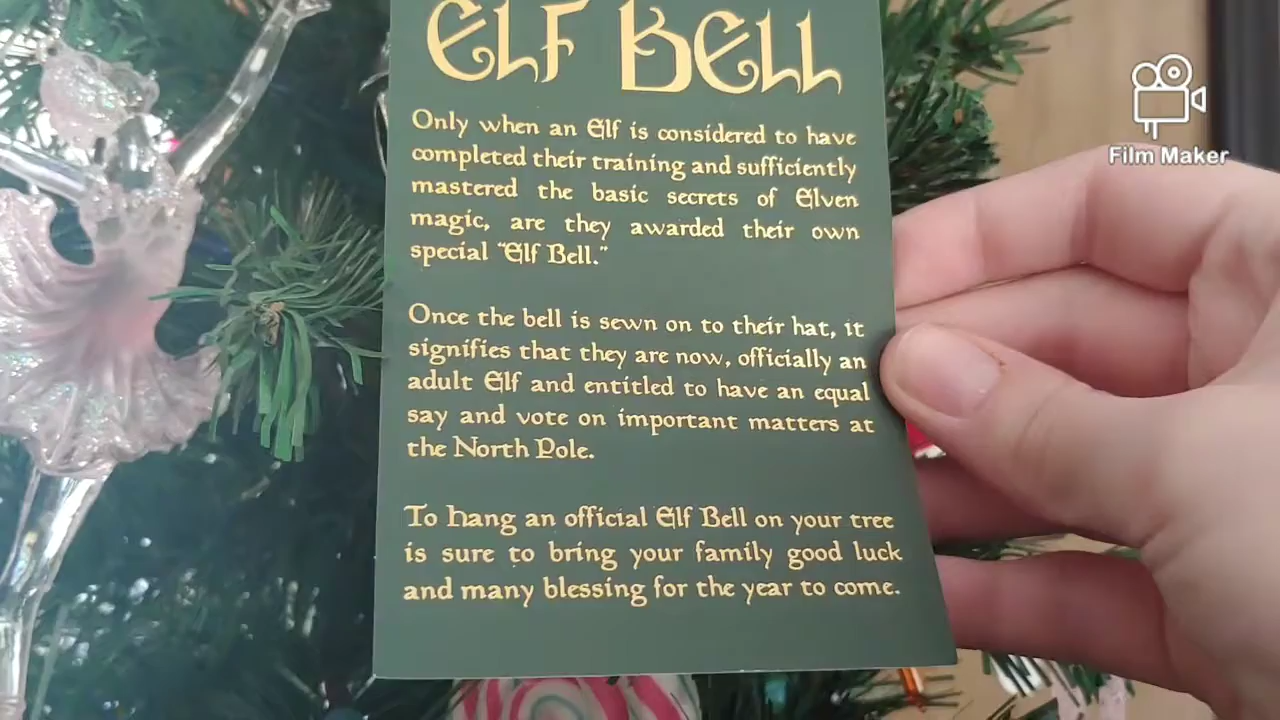 ELF BELL
Only when an Elf is considered to have
completed their training and sufficiently
mastered the basic secrets of Elven
magic, are they awarded their own
special "Elf Bell."
Once the bell is sewn on to their hat, it
signifies that they are now, officially an
adult Elf and entitled to have an equal
say and vote on important matters at
the North Pole.
To hang an official Elf Bell on your tree
is sure to bring your family good luck
and many blessing for the year to come.
Film Maker